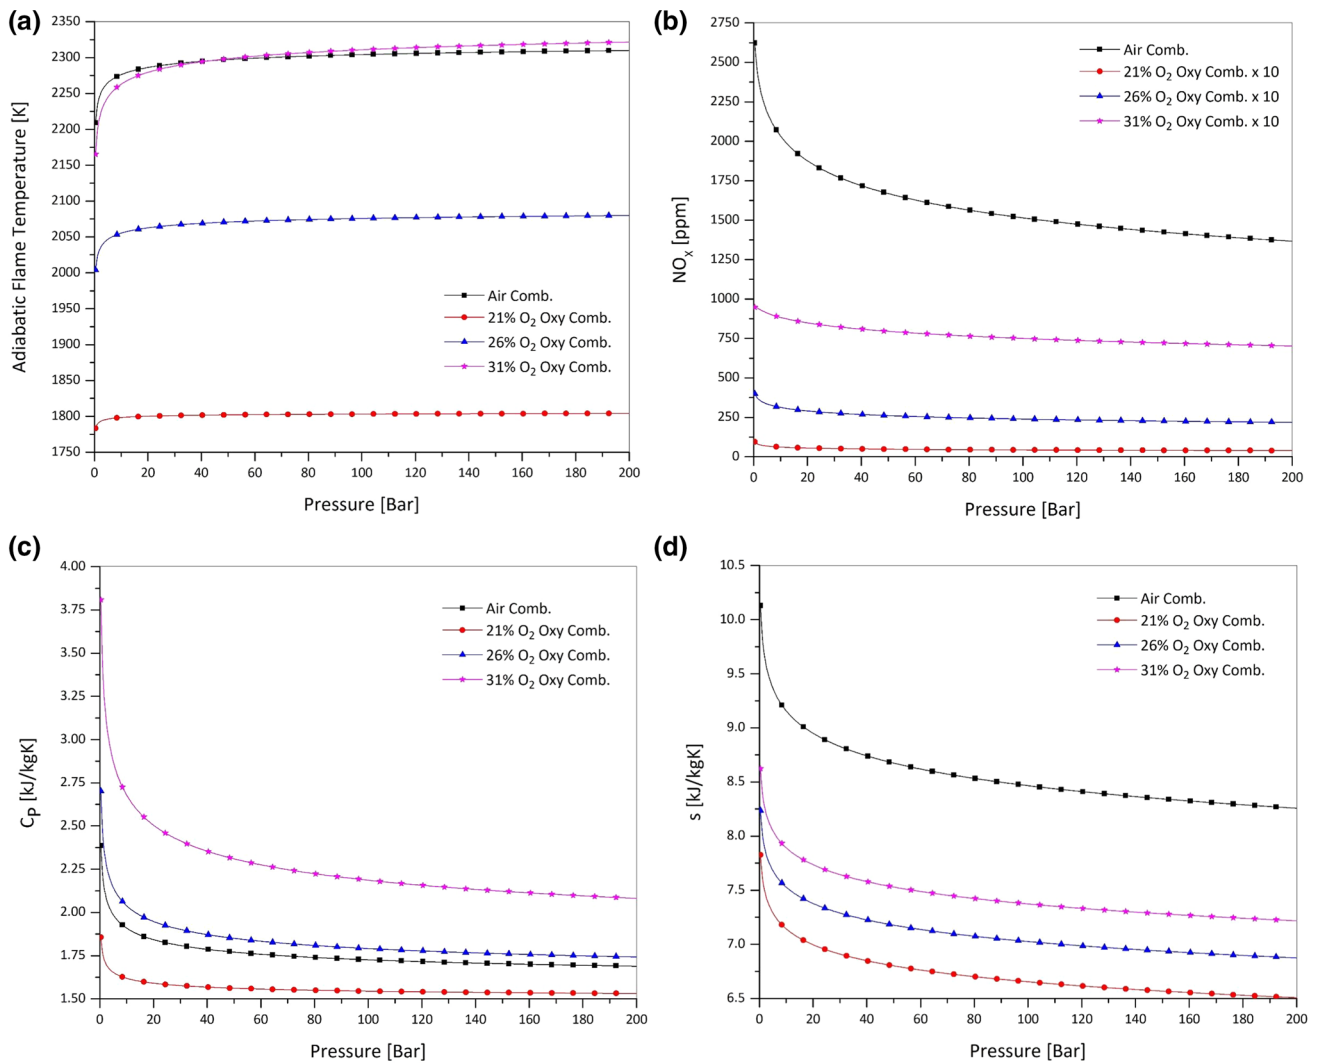 (a)
2350
2300
2250
2200
2150
2100
2050
2000
1950
1900
1850
1800
1750
Adiabatic Flame Temperature [K]
Air Comb.
21% O2 Oxy Comb.
26% O2 Oxy Comb.
31% O2 Oxy Comb.
0 20 40 60 80 100 120 140 160 180 200
Pressure [Bar]
(b)
2750
2500
2250
2000
1750
1500
1250
1000
750
500
250
0
NOx [ppm]
Air Comb.
21% O2 Oxy Comb. x 10
26% O2 Oxy Comb. x 10
31% O2 Oxy Comb. x 10
0 20 40 60 80 100 120 140 160 180 200
Pressure [Bar]
(c)
4.00
3.75
3.50
3.25
3.00
2.75
2.50
2.25
2.00
1.75
1.50
Cp [kJ/kgK]
Air Comb.
21% O2 Oxy Comb.
26% O2 Oxy Comb.
31% O2 Oxy Comb.
0 20 40 60 80 100 120 140 160 180 200
Pressure [Bar]
(d)
10.5
10.0
9.5
9.0
8.5
8.0
7.5
7.0
6.5
s [kJ/kgK]
Air Comb.
21% O2 Oxy Comb.
26% O2 Oxy Comb.
31% O2 Oxy Comb.
0 20 40 60 80 100 120 140 160 180 200
Pressure [Bar]